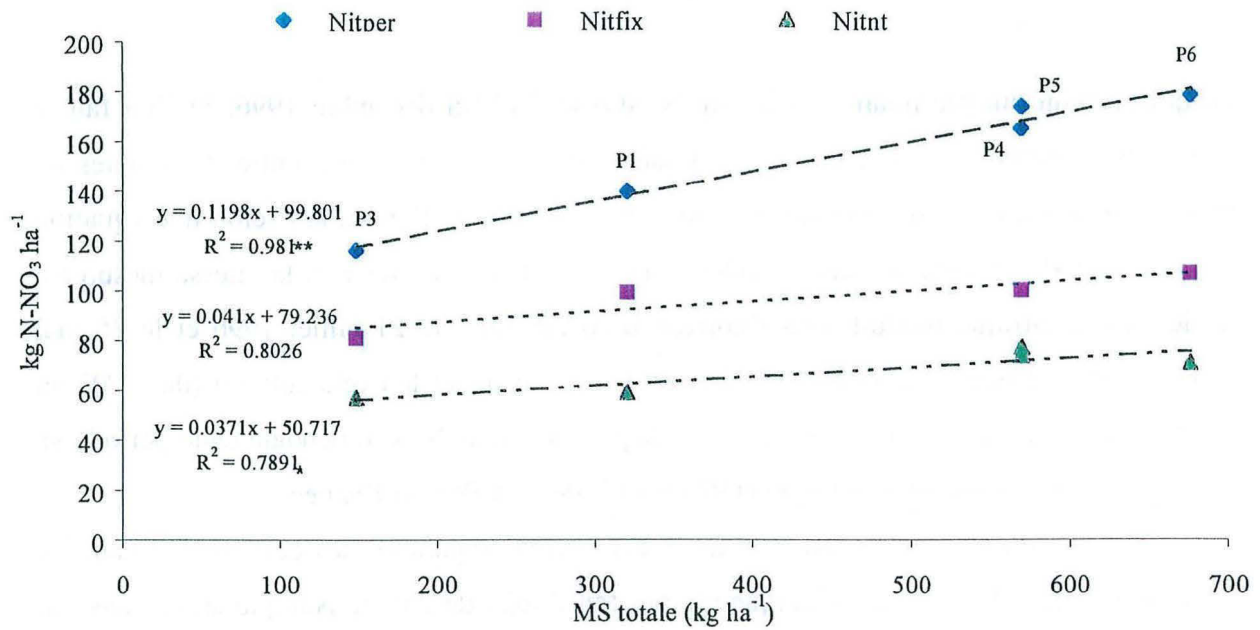 Nitper Nitfix Nitnt
kg N-NO₃ ha⁻¹
200
180
160
140
120
100
80
60
40
20
0
P6
P5
P4
P1
P3
y = 0.1198x + 99.801
R² = 0.981**
y = 0.041x + 79.236
R² = 0.8026
y = 0.0371x + 50.717
R² = 0.7891*
0 100 200 300 400 500 600 700
MS totale (kg ha⁻¹)